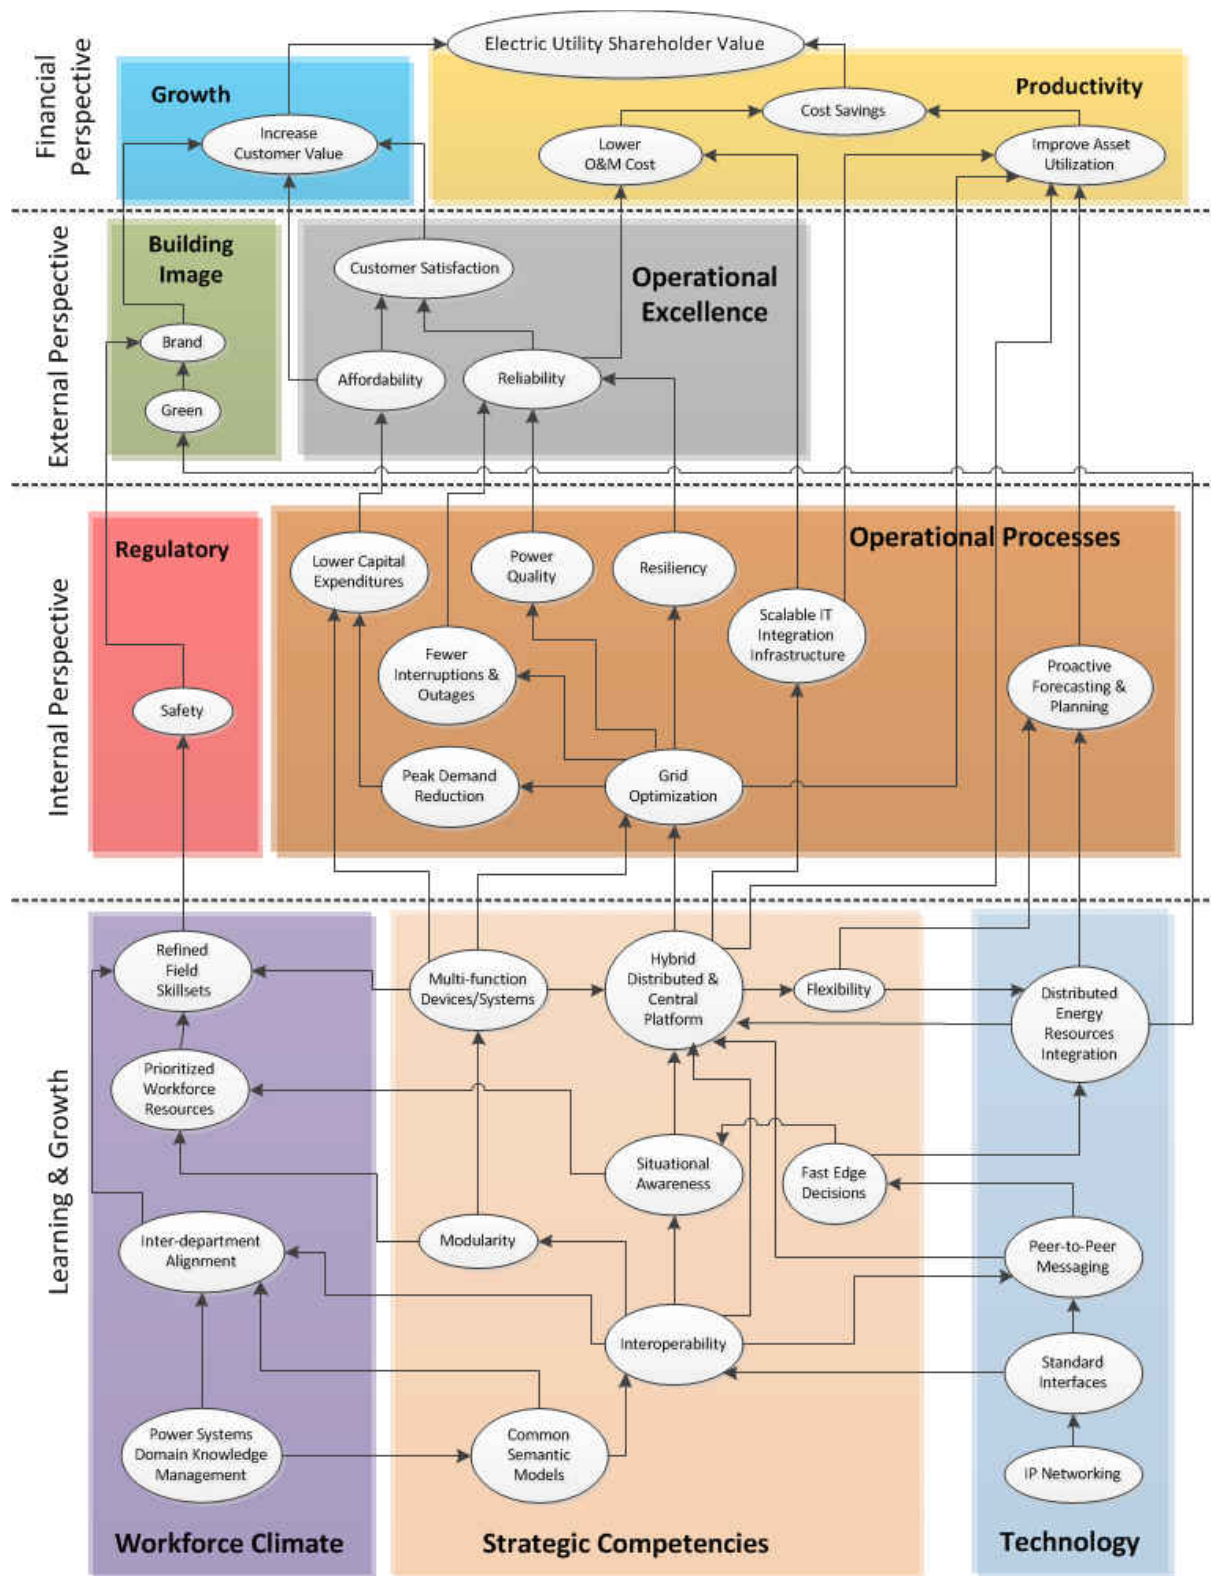 Financial
Perspective
Electric Utility Shareholder Value
Growth
Productivity
Increase
Customer Value
Lower
O&M Cost
Cost Savings
Improve Asset
Utilization
External Perspective
Building
Image
Brand
Green
Customer Satisfaction
Operational
Excellence
Affordability
Reliability
Internal Perspective
Regulatory
Safety
Operational Processes
Lower Capital
Expenditures
Power
Quality
Resiliency
Scalable IT
Integration
Infrastructure
Fewer
Interruptions &
Outages
Proactive
Forecasting &
Planning
Peak Demand
Reduction
Grid
Optimization
Learning & Growth
Refined
Field
Skillsets
Multi-function
Devices/Systems
Hybrid
Distributed &
Central
Platform
Flexibility
Distributed
Energy
Resources
Integration
Prioritized
Workforce
Resources
Situational
Awareness
Fast Edge
Decisions
Inter-department
Alignment
Modularity
Peer-to-Peer
Messaging
Interoperability
Standard
Interfaces
Power Systems
Domain Knowledge
Management
Common
Semantic
Models
IP Networking
Workforce Climate
Strategic Competencies
Technology